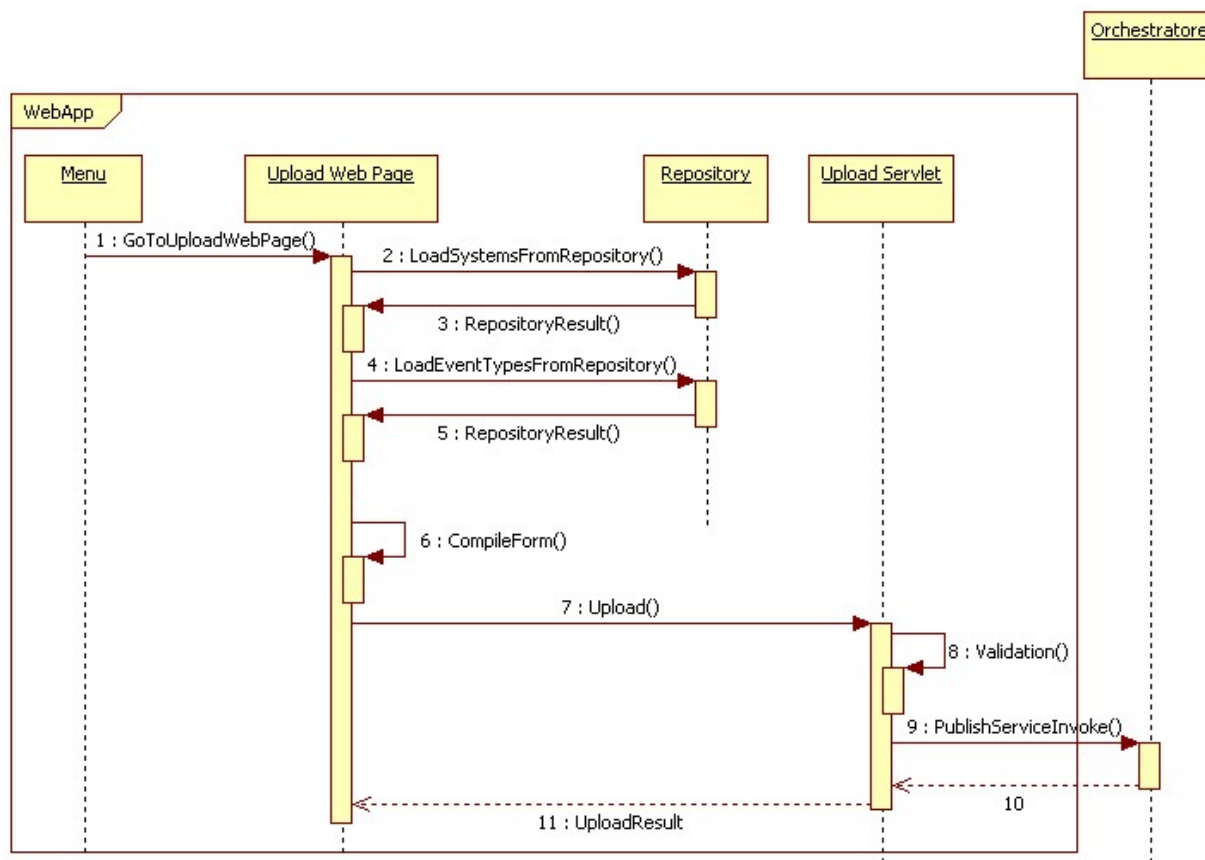 Orchestratore
WebApp
Menu
Upload Web Page
Repository
Upload Servlet
1 : GoToUploadWebPage()
2 : LoadSystemsFromRepository()
3 : RepositoryResult()
4 : LoadEventTypesFromRepository()
5 : RepositoryResult()
6 : CompileForm()
7 : Upload()
8 : Validation()
9 : PublishServiceInvoke()
10
11 : UploadResult